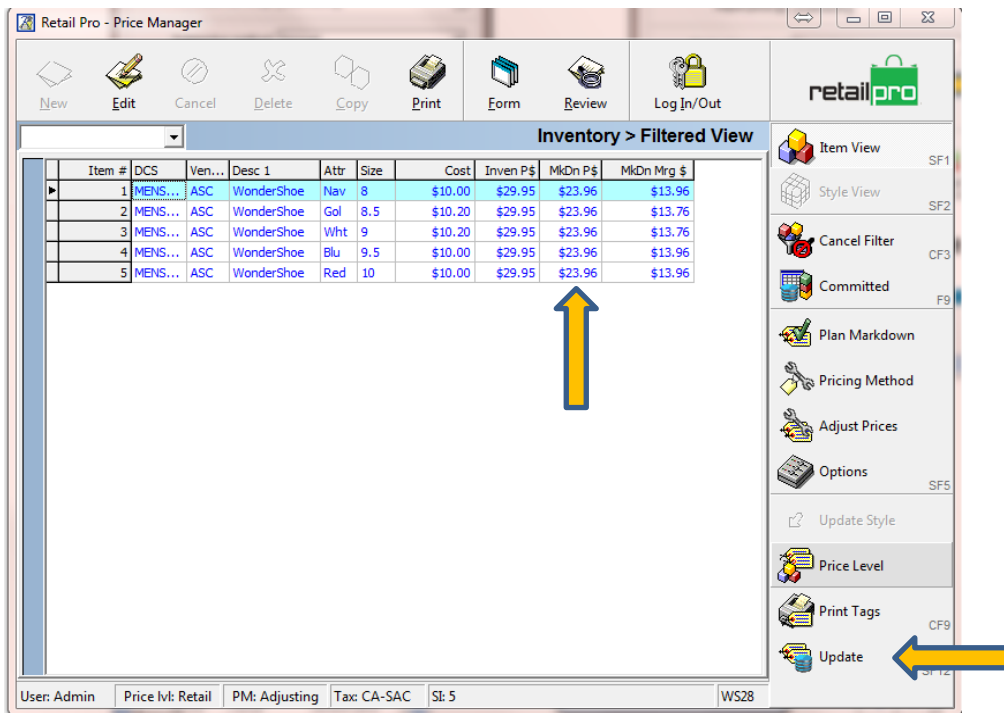 Retail Pro - Price Manager
New Edit Cancel Delete Copy Print Form Review Log In/Out
retail pro
Inventory > Filtered View
Item # DCS Ven... Desc 1 Attr Size Cost Inven P$ MkDn P$ MkDn Mrg $
1 MENS... ASC WonderShoe Nav 8 $10.00 $29.95 $23.96 $13.96
2 MENS... ASC WonderShoe Gol 8.5 $10.20 $29.95 $23.96 $13.76
3 MENS... ASC WonderShoe Wht 9 $10.20 $29.95 $23.96 $13.76
4 MENS... ASC WonderShoe Blu 9.5 $10.00 $29.95 $23.96 $13.96
5 MENS... ASC WonderShoe Red 10 $10.00 $29.95 $23.96 $13.96
Item View SF1
Style View SF2
Cancel Filter CF3
Committed F9
Plan Markdown
Pricing Method
Adjust Prices
Options SF5
Update Style
Price Level
Print Tags CF9
Update SF12
User: Admin Price lvl: Retail PM: Adjusting Tax: CA-SAC SI: 5 WS28